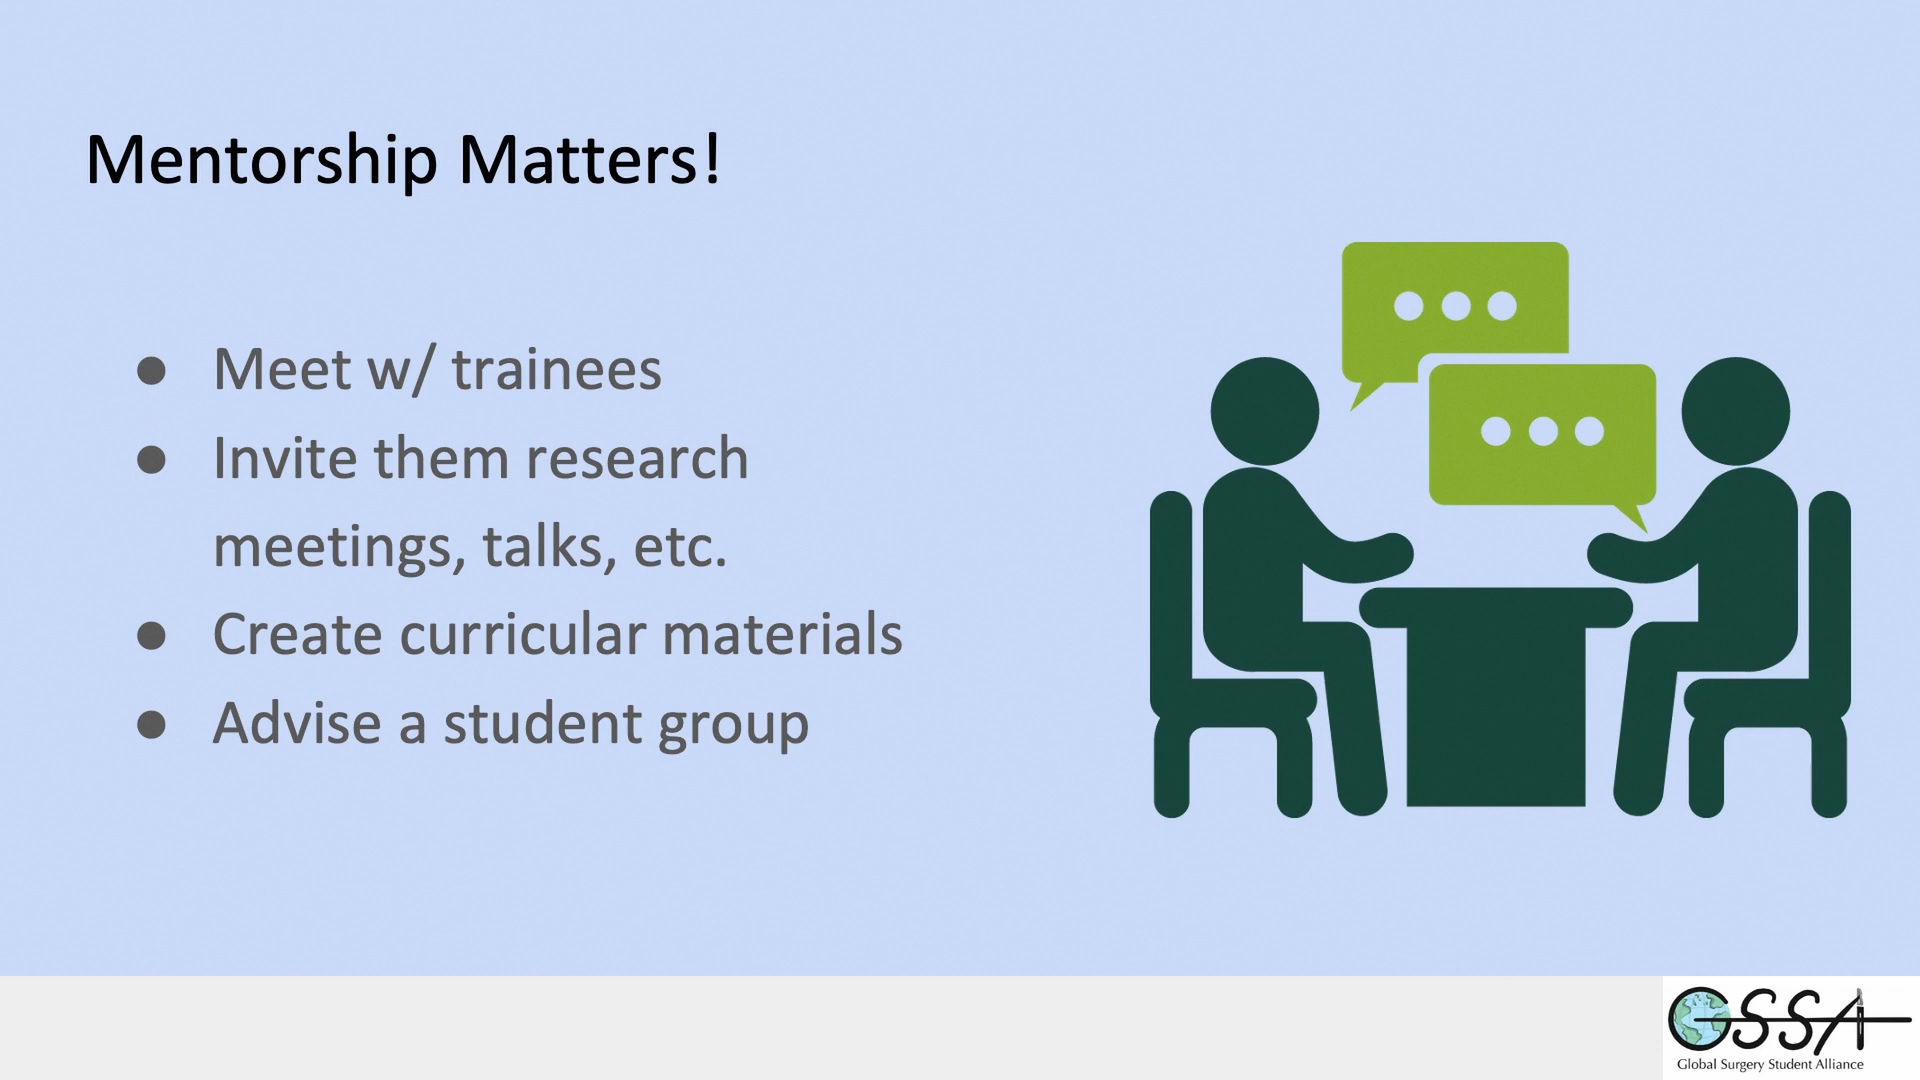 Mentorship Matters!
● Meet w/ trainees
● Invite them research
meetings, talks, etc.
● Create curricular materials
● Advise a student group
GSSA
Global Surgery Student Alliance